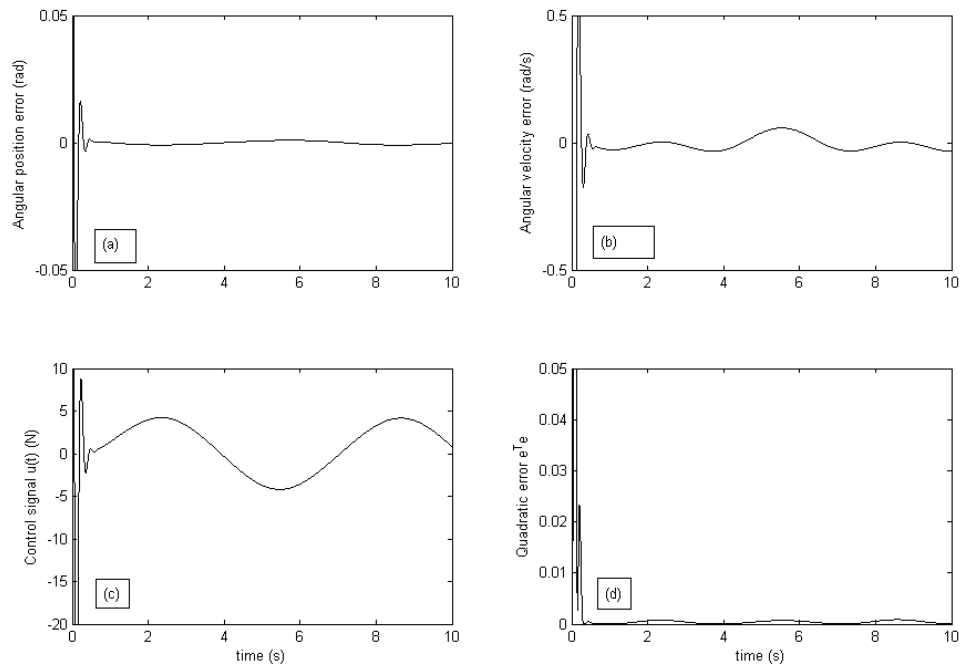 0.05
0
-0.05
Angular position error (rad)
(a)
0 2 4 6 8 10
0.5
0
-0.5
Angular velocity error (rad/s)
(b)
0 2 4 6 8 10
10
5
0
-5
-10
-15
-20
Control signal u(t) (N)
(c)
0 2 4 6 8 10
time (s)
0.05
0.04
0.03
0.02
0.01
0
Quadratic error eᵀe
(d)
0 2 4 6 8 10
time (s)